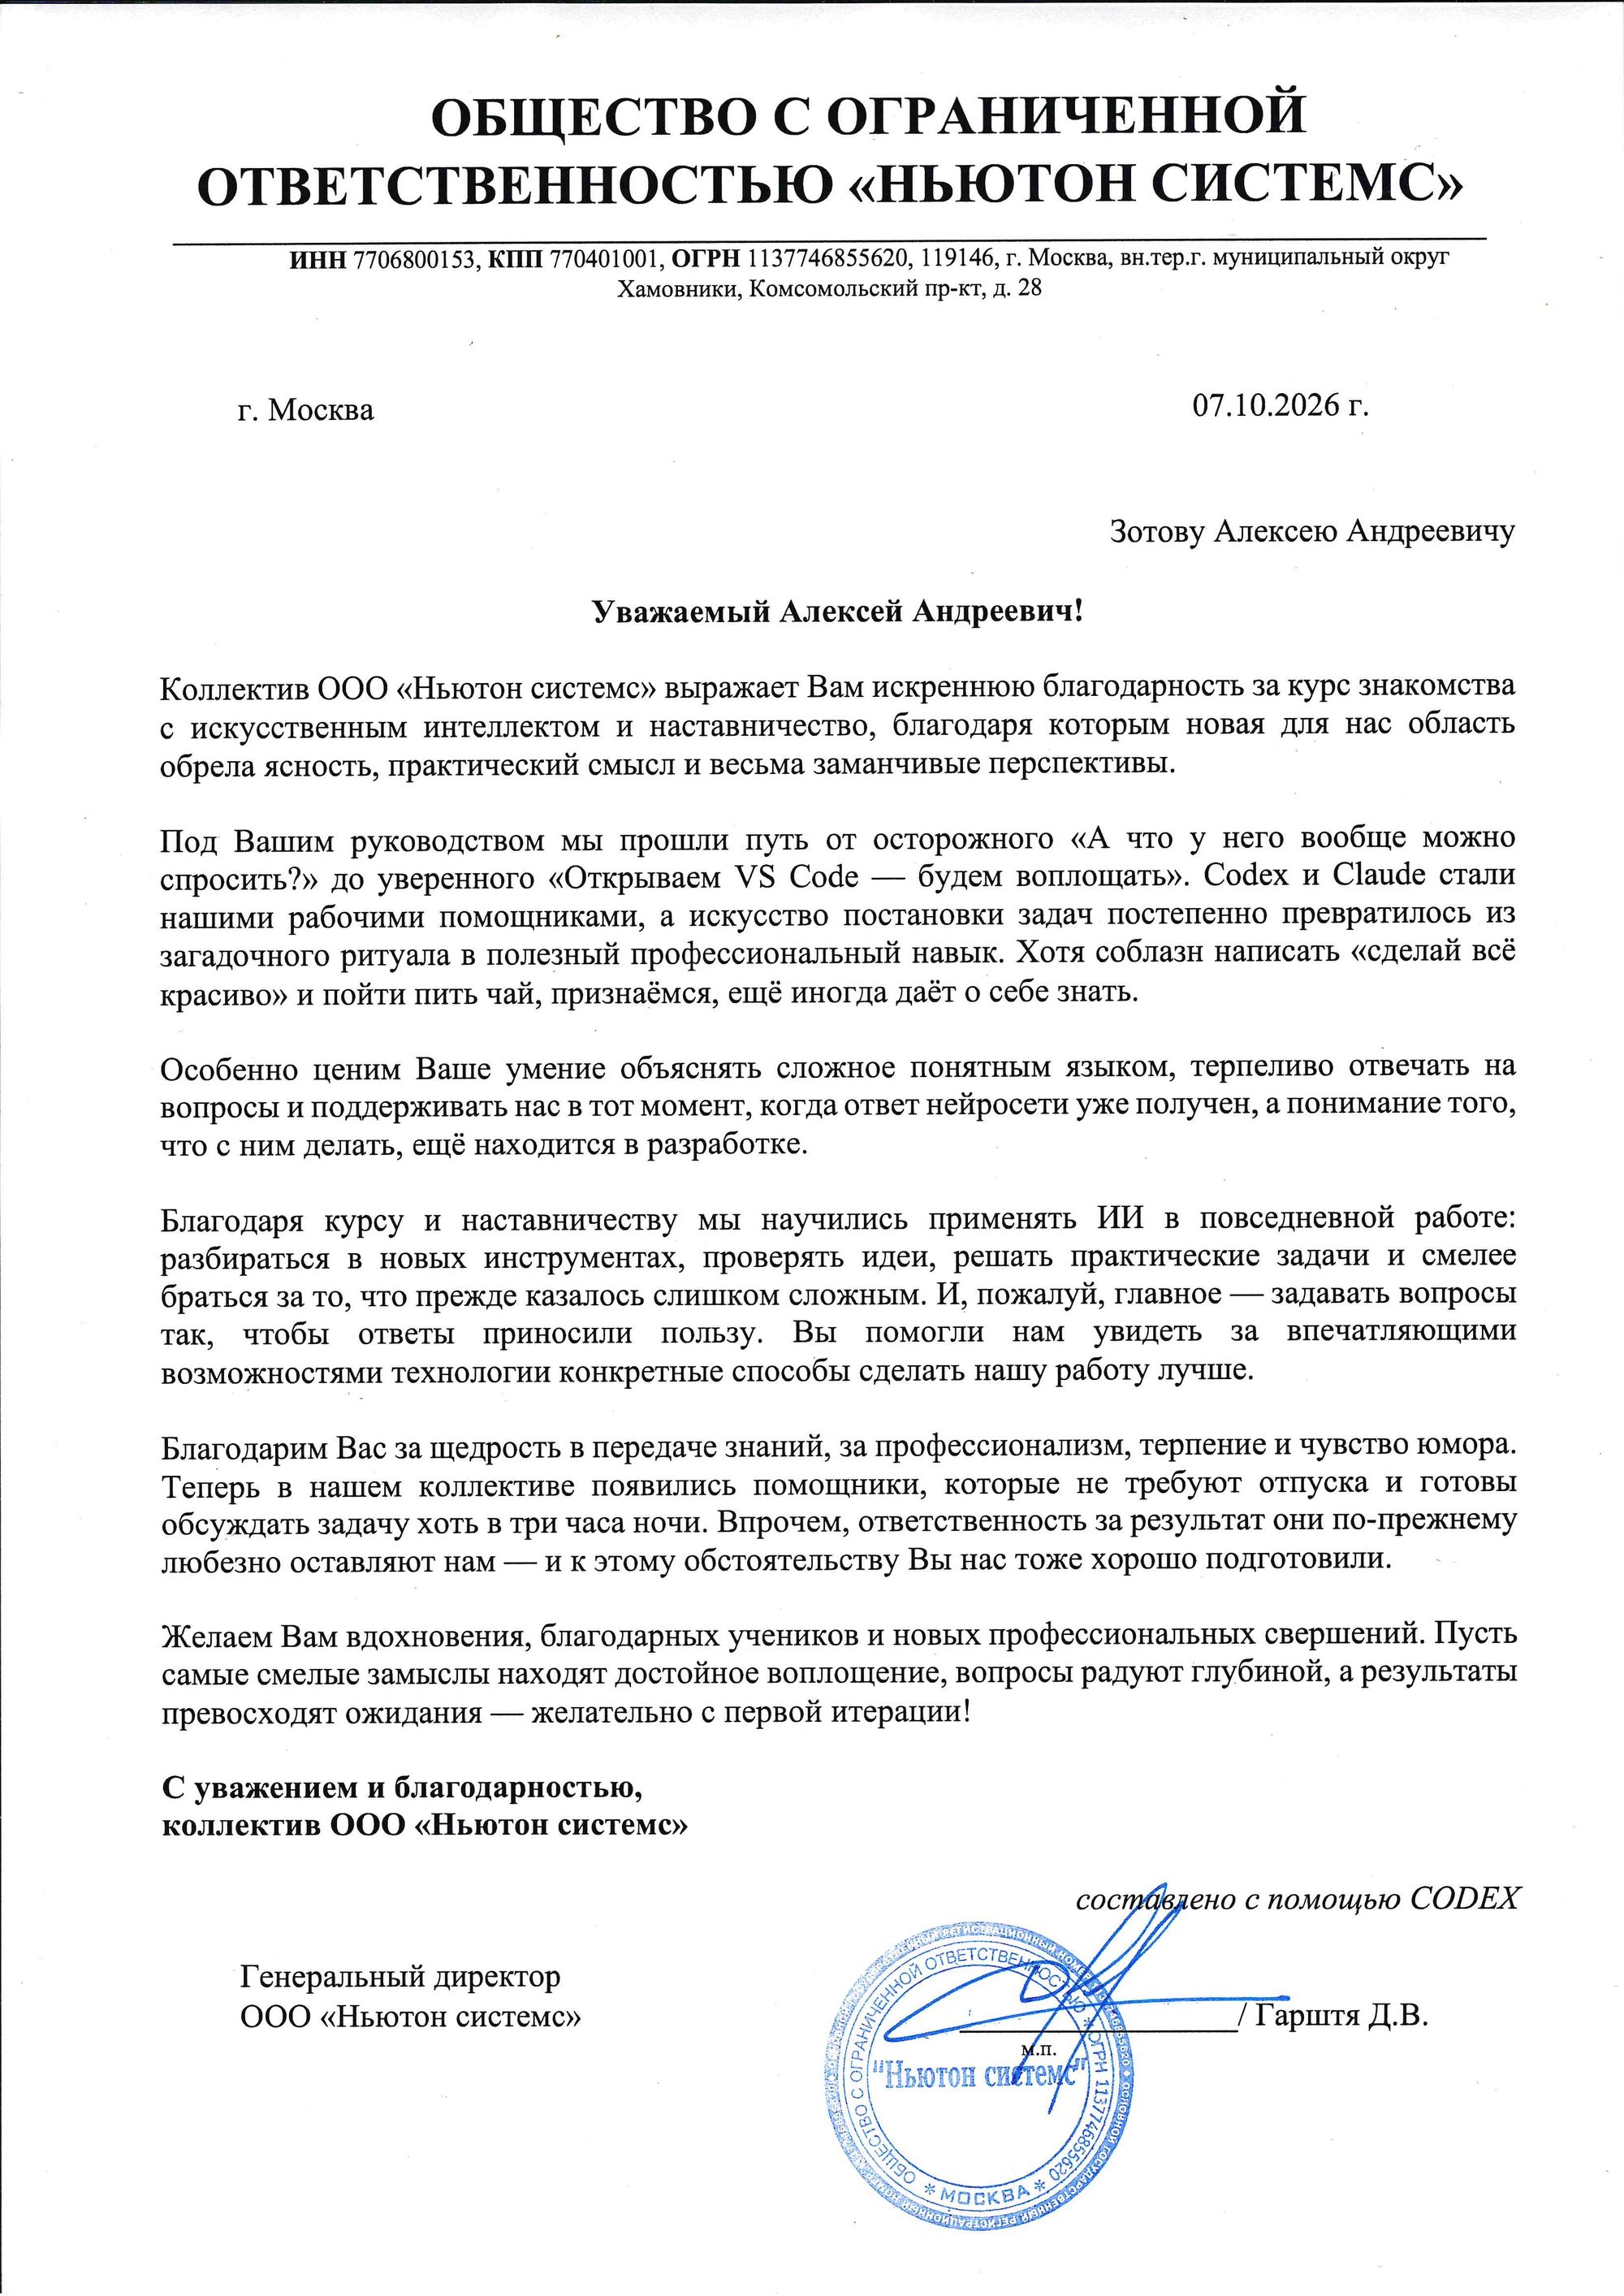 ОБЩЕСТВО С ОГРАНИЧЕННОЙ
ОТВЕТСТВЕННОСТЬЮ «НЬЮТОН СИСТЕМС»
ИНН 7706800153, КПП 770401001, ОГРН 1137746855620, 119146, г. Москва, вн.тер.г. муниципальный округ
Хамовники, Комсомольский пр-кт, д. 28
г. Москва 07.10.2026 г.
Зотову Алексею Андреевичу
Уважаемый Алексей Андреевич!
Коллектив ООО «Ньютон системс» выражает Вам искреннюю благодарность за курс знакомства
с искусственным интеллектом и наставничество, благодаря которым новая для нас область
обрела ясность, практический смысл и весьма заманчивые перспективы.
Под Вашим руководством мы прошли путь от осторожного «А что у него вообще можно
спросить?» до уверенного «Открываем VS Code — будем воплощать». Codex и Claude стали
нашими рабочими помощниками, а искусство постановки задач постепенно превратилось из
загадочного ритуала в полезный профессиональный навык. Хотя соблазн написать «сделай всё
красиво» и пойти пить чай, признаёмся, ещё иногда даёт о себе знать.
Особенно ценим Ваше умение объяснять сложное понятным языком, терпеливо отвечать на
вопросы и поддерживать нас в тот момент, когда ответ нейросети уже получен, а понимание того,
что с ним делать, ещё находится в разработке.
Благодаря курсу и наставничеству мы научились применять ИИ в повседневной работе:
разбираться в новых инструментах, проверять идеи, решать практические задачи и смелее
браться за то, что прежде казалось слишком сложным. И, пожалуй, главное — задавать вопросы
так, чтобы ответы приносили пользу. Вы помогли нам увидеть за впечатляющими
возможностями технологии конкретные способы сделать нашу работу лучше.
Благодарим Вас за щедрость в передаче знаний, за профессионализм, терпение и чувство юмора.
Теперь в нашем коллективе появились помощники, которые не требуют отпуска и готовы
обсуждать задачу хоть в три часа ночи. Впрочем, ответственность за результат они по-прежнему
любезно оставляют нам — и к этому обстоятельству Вы нас тоже хорошо подготовили.
Желаем Вам вдохновения, благодарных учеников и новых профессиональных свершений. Пусть
самые смелые замыслы находят достойное воплощение, вопросы радуют глубиной, а результаты
превосходят ожидания — желательно с первой итерации!
С уважением и благодарностью,
коллектив ООО «Ньютон системс»
составлено с помощью CODEX
Генеральный директор
ООО «Ньютон системс» / Гарштя Д.В.
м.п.
"Ньютон системс"
ОБЩЕСТВО С ОГРАНИЧЕННОЙ ОТВЕТСТВЕННОСТЬЮ * ОГРН 1137746855620
* МОСКВА *